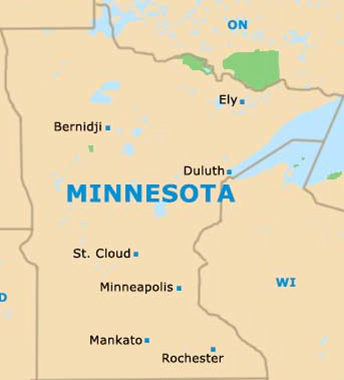 ON
Ely
Bernidji
Duluth
MINNESOTA
St. Cloud
WI
Minneapolis
D
Mankato
Rochester